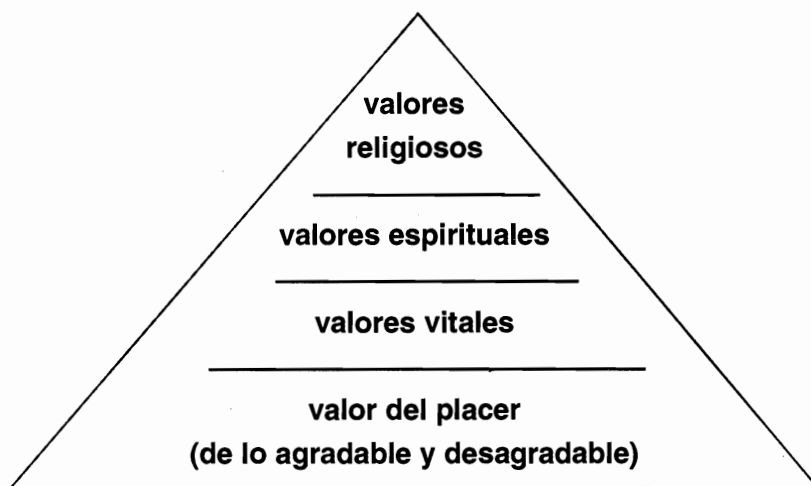 valores
religiosos
valores espirituales
valores vitales
valor del placer
(de lo agradable y desagradable)